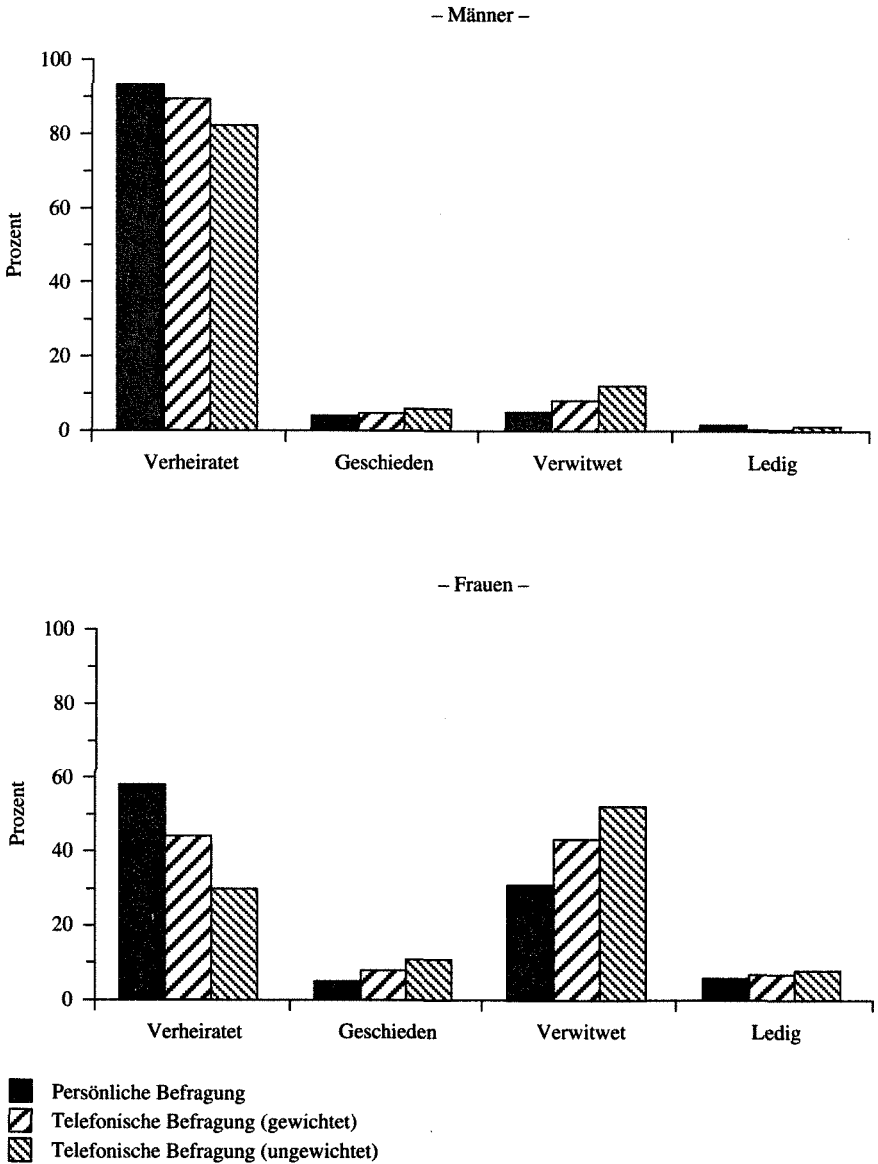 – Männer –
100
80
60
40
20
0
Prozent
Verheiratet Geschieden Verwitwet Ledig
– Frauen –
100
80
60
40
20
0
Prozent
Verheiratet Geschieden Verwitwet Ledig
Persönliche Befragung
Telefonische Befragung (gewichtet)
Telefonische Befragung (ungewichtet)